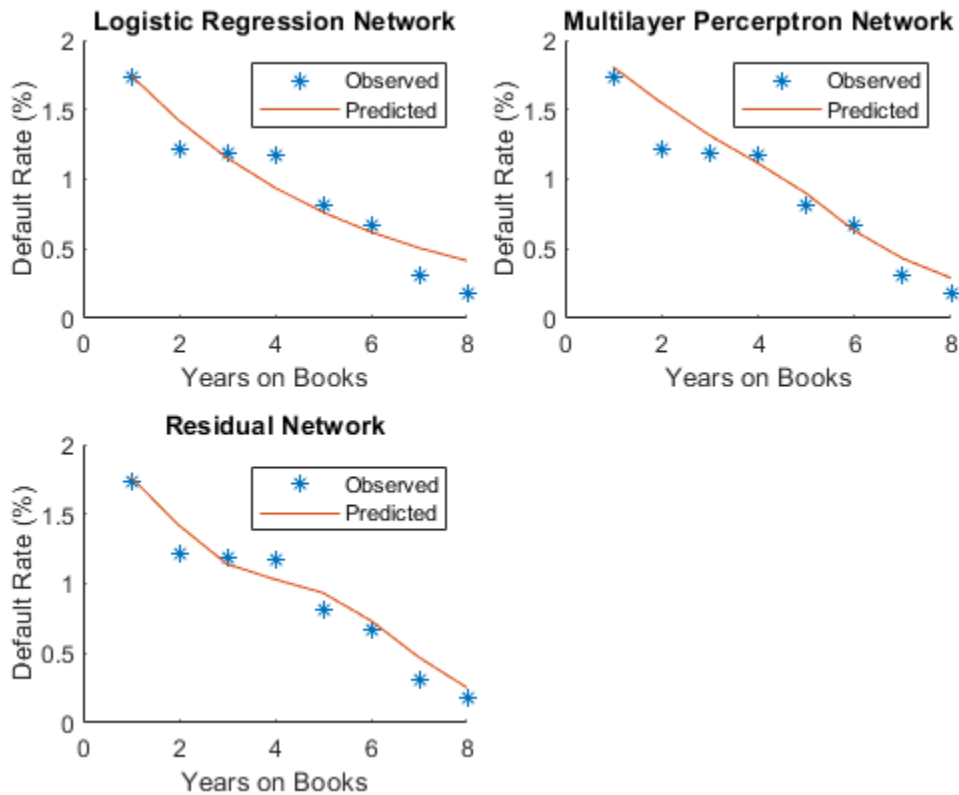 Logistic Regression Network
2
1.5
1
0.5
0
Default Rate (%)
Observed
Predicted
0 2 4 6 8
Years on Books
Multilayer Percerptron Network
2
1.5
1
0.5
0
Default Rate (%)
Observed
Predicted
0 2 4 6 8
Years on Books
Residual Network
2
1.5
1
0.5
0
Default Rate (%)
Observed
Predicted
0 2 4 6 8
Years on Books